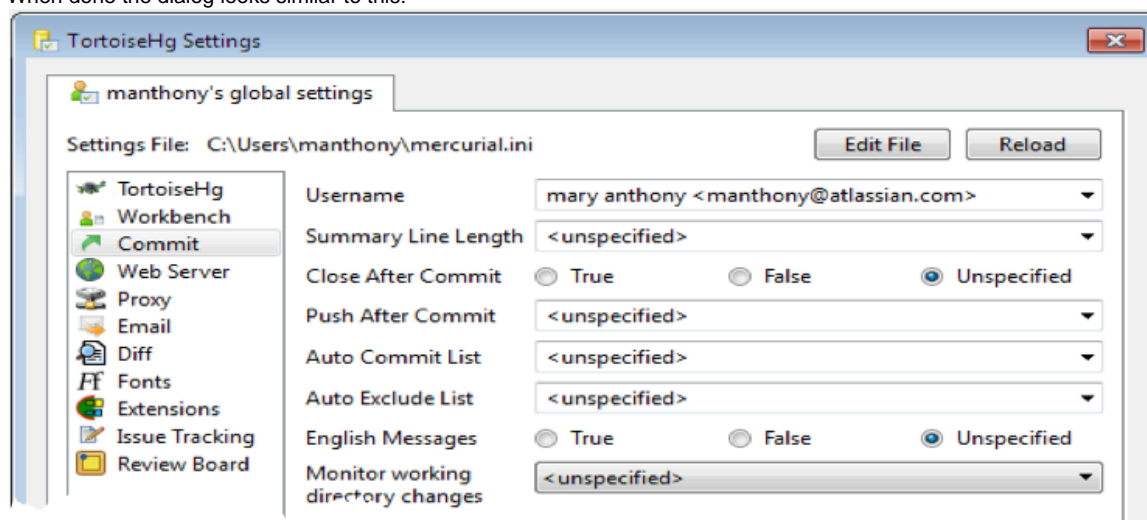 When done the dialog looks similar to this:
TortoiseHg Settings
manthony's global settings
Settings File: C:\Users\manthony\mercurial.ini Edit File Reload
TortoiseHg
Workbench
Commit
Web Server
Proxy
Email
Diff
Fonts
Extensions
Issue Tracking
Review Board
Username mary anthony <manthony@atlassian.com>
Summary Line Length <unspecified>
Close After Commit True False Unspecified
Push After Commit <unspecified>
Auto Commit List <unspecified>
Auto Exclude List <unspecified>
English Messages True False Unspecified
Monitor working
directory changes <unspecified>